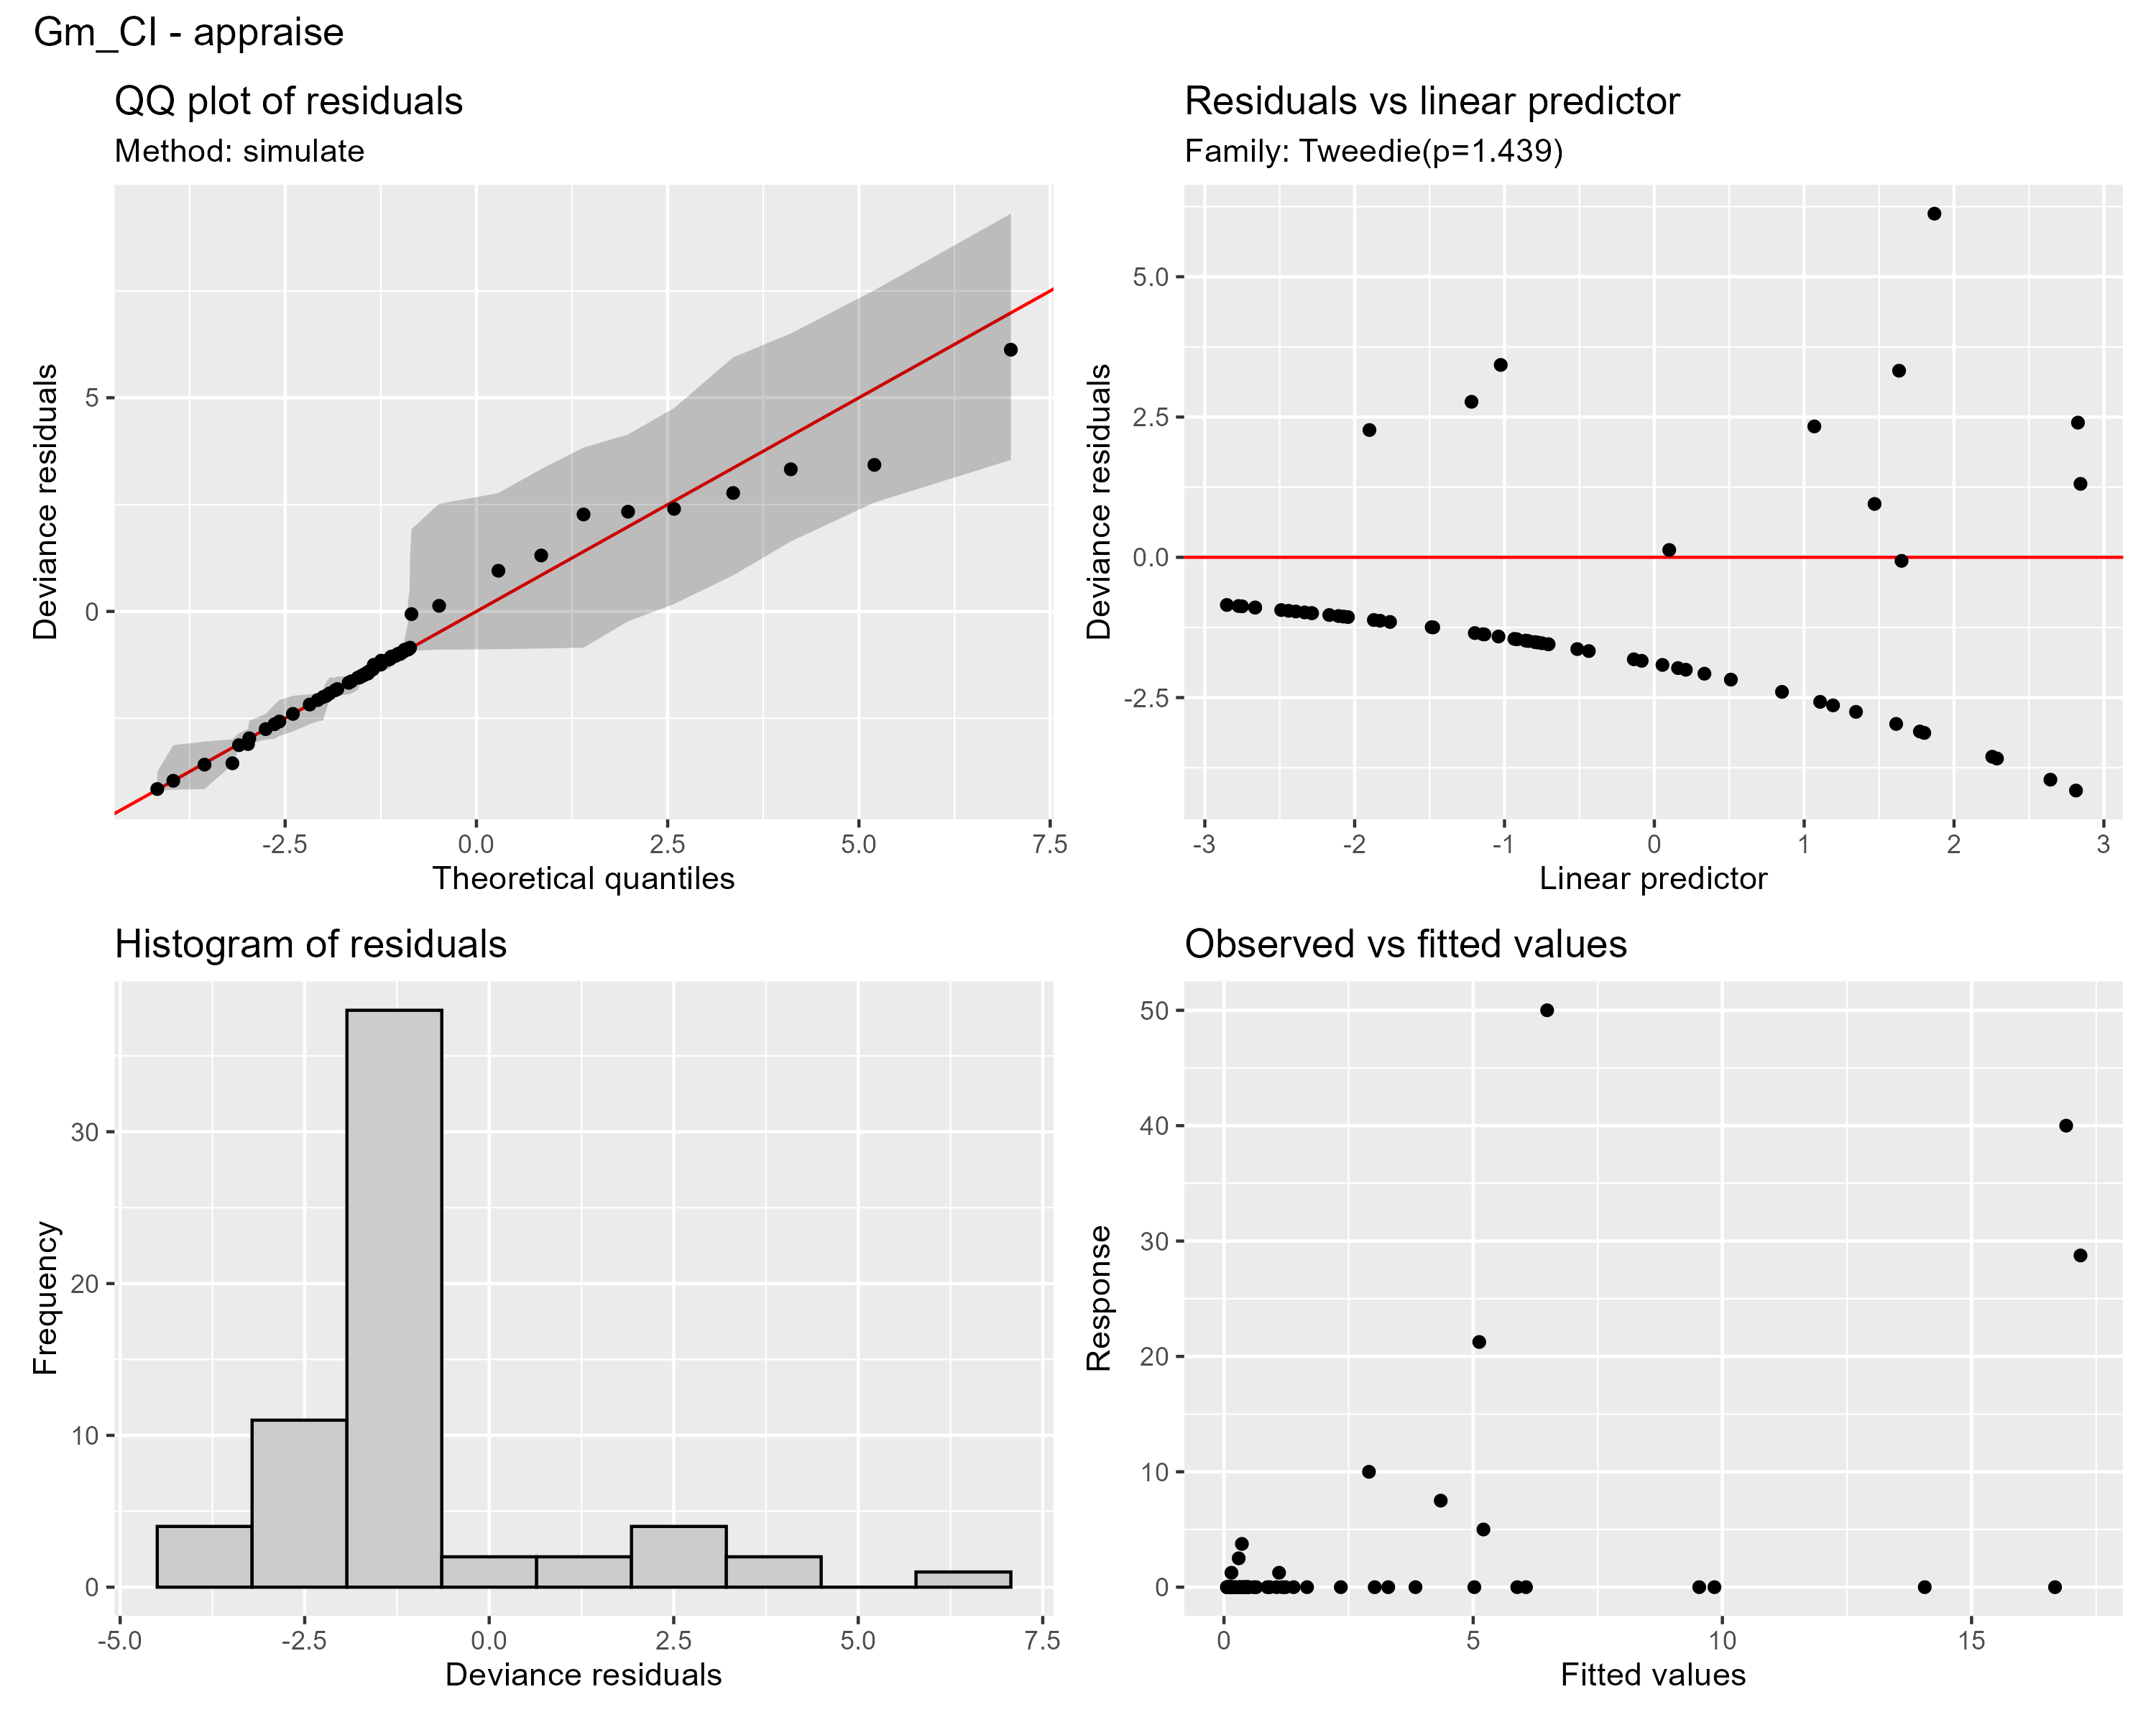 Gm_Cl - appraise
QQ plot of residuals
Method: simulate
Deviance residuals
5
0
-2.5
0.0
2.5
5.0
7.5
Theoretical quantiles
Residuals vs linear predictor
Family: Tweedie(p=1.439)
Deviance residuals
5.0
2.5
0.0
-2.5
-3
-2
-1
0
1
2
3
Linear predictor
Histogram of residuals
Frequency
30
20
10
0
-5.0
-2.5
0.0
2.5
5.0
7.5
Deviance residuals
Observed vs fitted values
Response
50
40
30
20
10
0
0
5
10
15
Fitted values